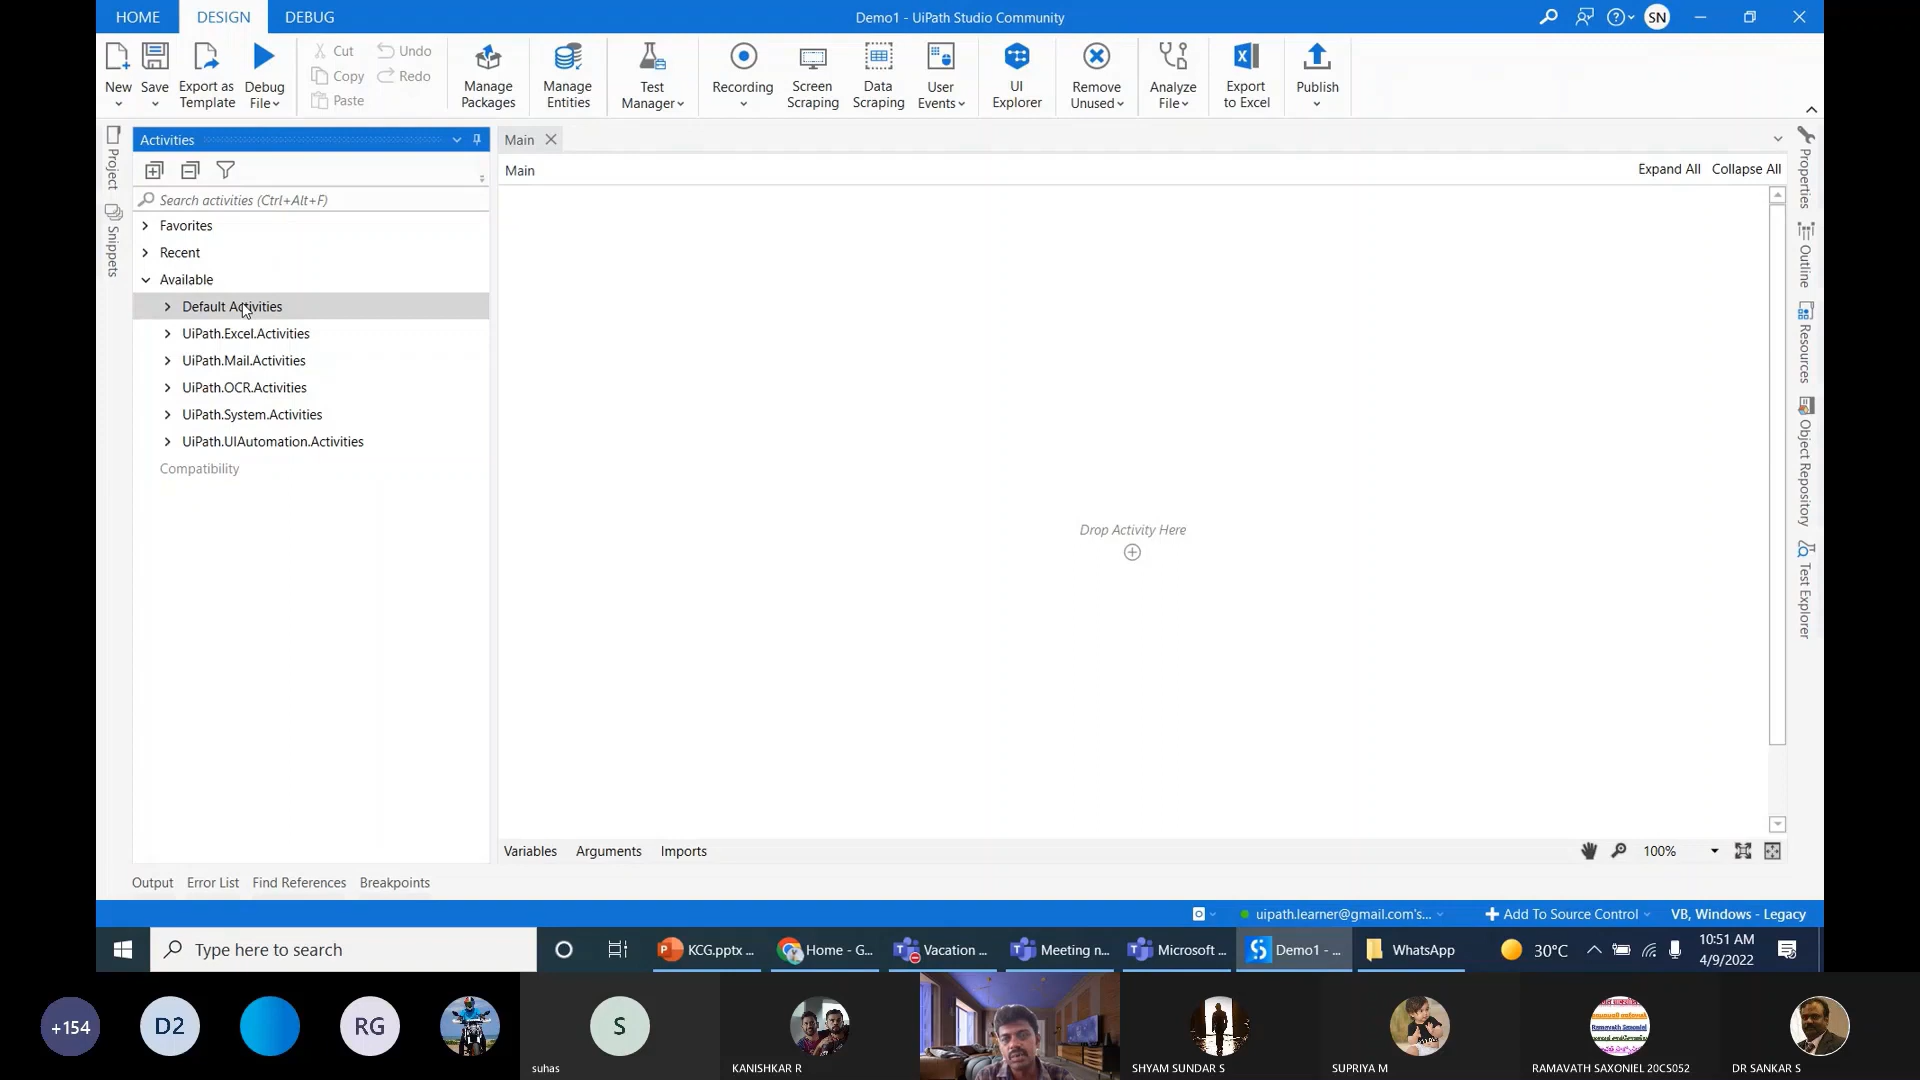 HOME DESIGN DEBUG
Demo1 - UiPath Studio Community
SN
New
Save
Export as Template
Debug File
Cut
Copy
Paste
Undo
Redo
Manage Packages
Manage Entities
Test Manager
Recording
Screen Scraping
Data Scraping
User Events
UI Explorer
Remove Unused
Analyze File
Export to Excel
Publish
Project
Snippets
Activities
Search activities (Ctrl+Alt+F)
Favorites
Recent
Available
Default Activities
UiPath.Excel.Activities
UiPath.Mail.Activities
UiPath.OCR.Activities
UiPath.System.Activities
UiPath.UIAutomation.Activities
Compatibility
Main
Main
Expand All Collapse All
Drop Activity Here
Properties
Outline
Resources
Object Repository
Test Explorer
Variables Arguments Imports
100%
Output Error List Find References Breakpoints
uipath.learner@gmail.com's...
Add To Source Control
VB, Windows - Legacy
Type here to search
KCG.pptx ...
Home - G...
Vacation ...
Meeting n...
Microsoft ...
Demo1 - ...
WhatsApp
30°C
10:51 AM
4/9/2022
+154
D2
RG
S
suhas
KANISHKAR R
SHYAM SUNDAR S
SUPRIYA M
Ramavath Saxoniel
RAMAVATH SAXONIEL 20CS052
DR SANKAR S